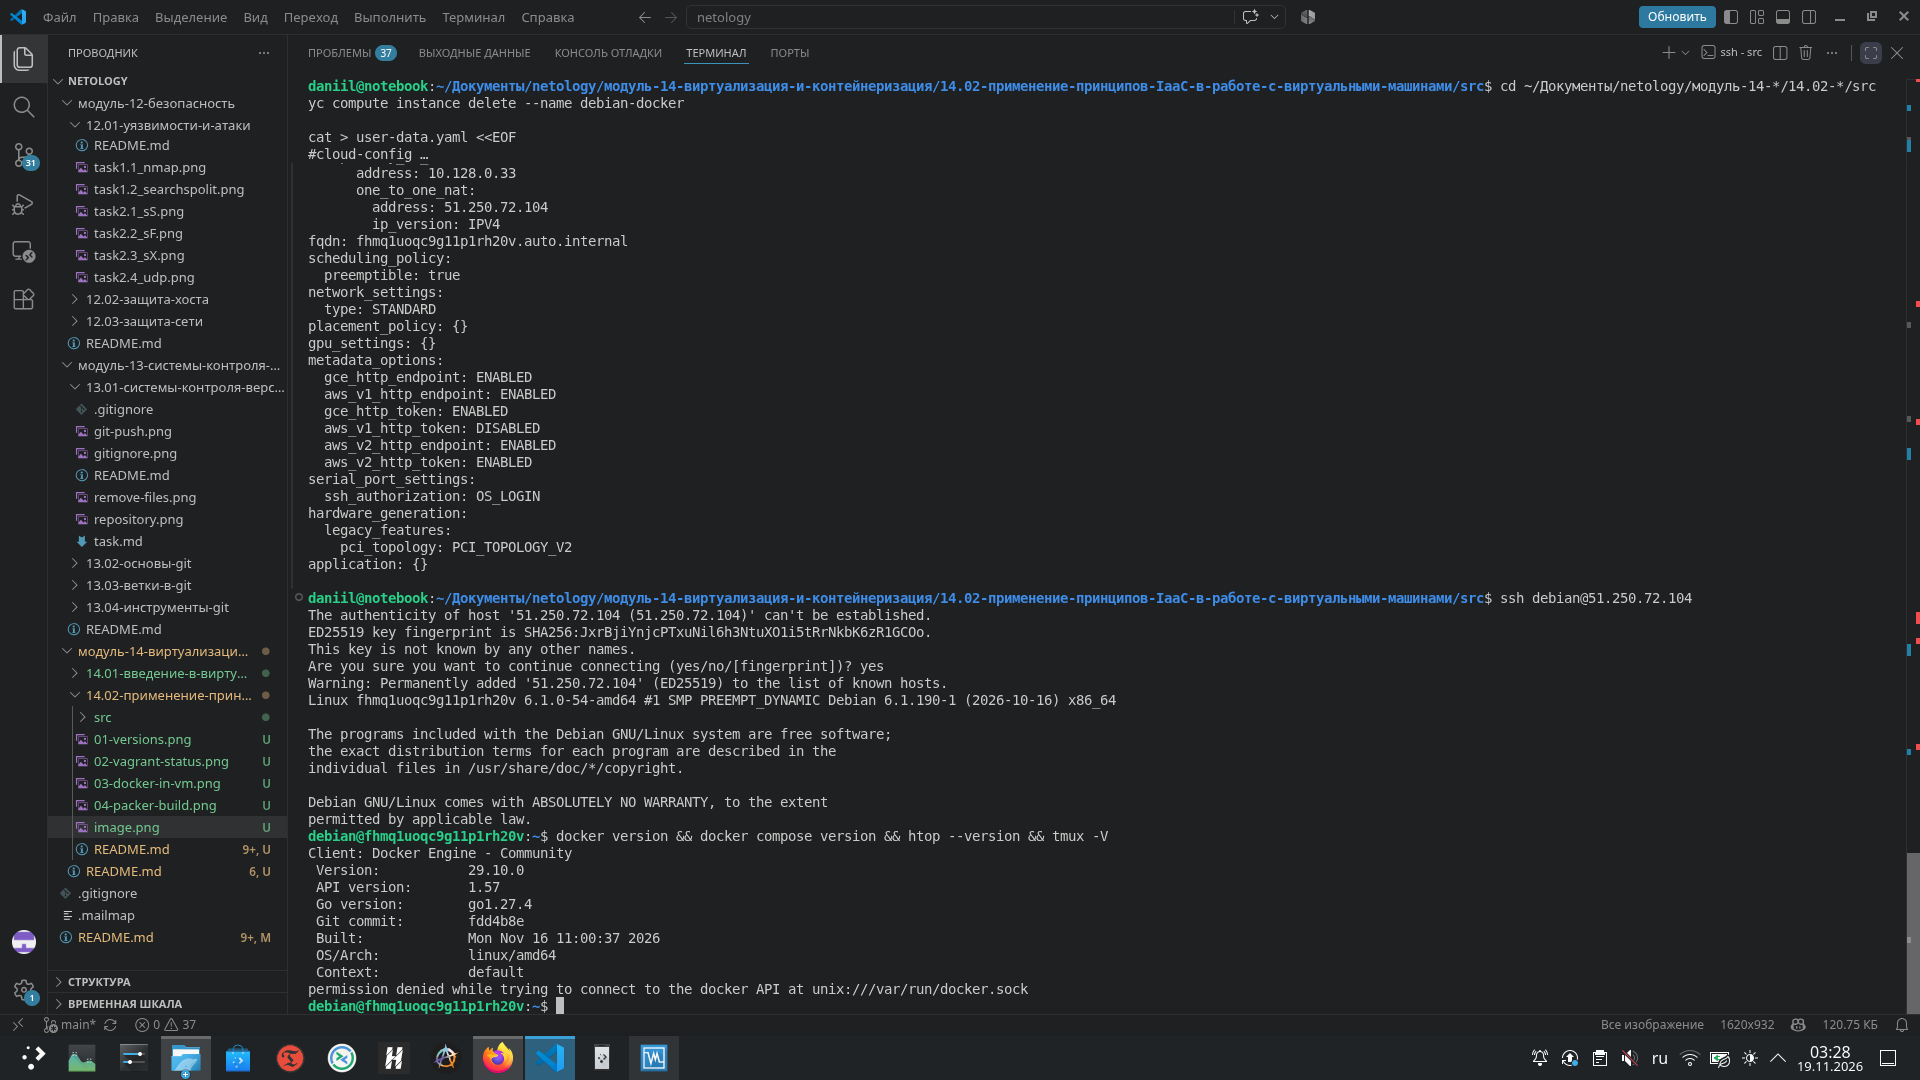 Файл Правка Выделение Вид Переход Выполнить Терминал Справка
netology
Обновить
ПРОВОДНИК
NETOLOGY
модуль-12-безопасность
12.01-уязвимости-и-атаки
README.md
task1.1_nmap.png
task1.2_searchspolit.png
task2.1_sS.png
task2.2_sF.png
task2.3_sX.png
task2.4_udp.png
12.02-защита-хоста
12.03-защита-сети
README.md
модуль-13-системы-контроля-...
13.01-системы-контроля-верс...
.gitignore
git-push.png
gitignore.png
README.md
remove-files.png
repository.png
task.md
13.02-основы-git
13.03-ветки-в-git
13.04-инструменты-git
README.md
модуль-14-виртуализаци...
14.01-введение-в-вирту...
14.02-применение-прин...
src
01-versions.png U
02-vagrant-status.png U
03-docker-in-vm.png U
04-packer-build.png U
image.png U
README.md 9+, U
README.md 6, U
.gitignore
.mailmap
README.md 9+, M
СТРУКТУРА
ВРЕМЕННАЯ ШКАЛА
31
1
ПРОБЛЕМЫ 37 ВЫХОДНЫЕ ДАННЫЕ КОНСОЛЬ ОТЛАДКИ ТЕРМИНАЛ ПОРТЫ
ssh - src
daniil@notebook:~/Документы/netology/модуль-14-виртуализация-и-контейнеризация/14.02-применение-принципов-IaaC-в-работе-с-виртуальными-машинами/src$ cd ~/Документы/netology/модуль-14-*/14.02-*/src
yc compute instance delete --name debian-docker
cat > user-data.yaml <<EOF
#cloud-config …
address: 10.128.0.33
one_to_one_nat:
address: 51.250.72.104
ip_version: IPV4
fqdn: fhmq1uoqc9g11p1rh20v.auto.internal
scheduling_policy:
preemptible: true
network_settings:
type: STANDARD
placement_policy: {}
gpu_settings: {}
metadata_options:
gce_http_endpoint: ENABLED
aws_v1_http_endpoint: ENABLED
gce_http_token: ENABLED
aws_v1_http_token: DISABLED
aws_v2_http_endpoint: ENABLED
aws_v2_http_token: ENABLED
serial_port_settings:
ssh_authorization: OS_LOGIN
hardware_generation:
legacy_features:
pci_topology: PCI_TOPOLOGY_V2
application: {}
daniil@notebook:~/Документы/netology/модуль-14-виртуализация-и-контейнеризация/14.02-применение-принципов-IaaC-в-работе-с-виртуальными-машинами/src$ ssh debian@51.250.72.104
The authenticity of host '51.250.72.104 (51.250.72.104)' can't be established.
ED25519 key fingerprint is SHA256:JxrBjiYnjcPTxuNil6h3NtuXO1i5tRrNkbK6zR1GCOo.
This key is not known by any other names.
Are you sure you want to continue connecting (yes/no/[fingerprint])? yes
Warning: Permanently added '51.250.72.104' (ED25519) to the list of known hosts.
Linux fhmq1uoqc9g11p1rh20v 6.1.0-54-amd64 #1 SMP PREEMPT_DYNAMIC Debian 6.1.190-1 (2026-10-16) x86_64
The programs included with the Debian GNU/Linux system are free software;
the exact distribution terms for each program are described in the
individual files in /usr/share/doc/*/copyright.
Debian GNU/Linux comes with ABSOLUTELY NO WARRANTY, to the extent
permitted by applicable law.
debian@fhmq1uoqc9g11p1rh20v:~$ docker version && docker compose version && htop --version && tmux -V
Client: Docker Engine - Community
Version: 29.10.0
API version: 1.57
Go version: go1.27.4
Git commit: fdd4b8e
Built: Mon Nov 16 11:00:37 2026
OS/Arch: linux/amd64
Context: default
permission denied while trying to connect to the docker API at unix:///var/run/docker.sock
debian@fhmq1uoqc9g11p1rh20v:~$
main* 0 37
Все изображение 1620x932 120.75 КБ
ru
03:28
19.11.2026